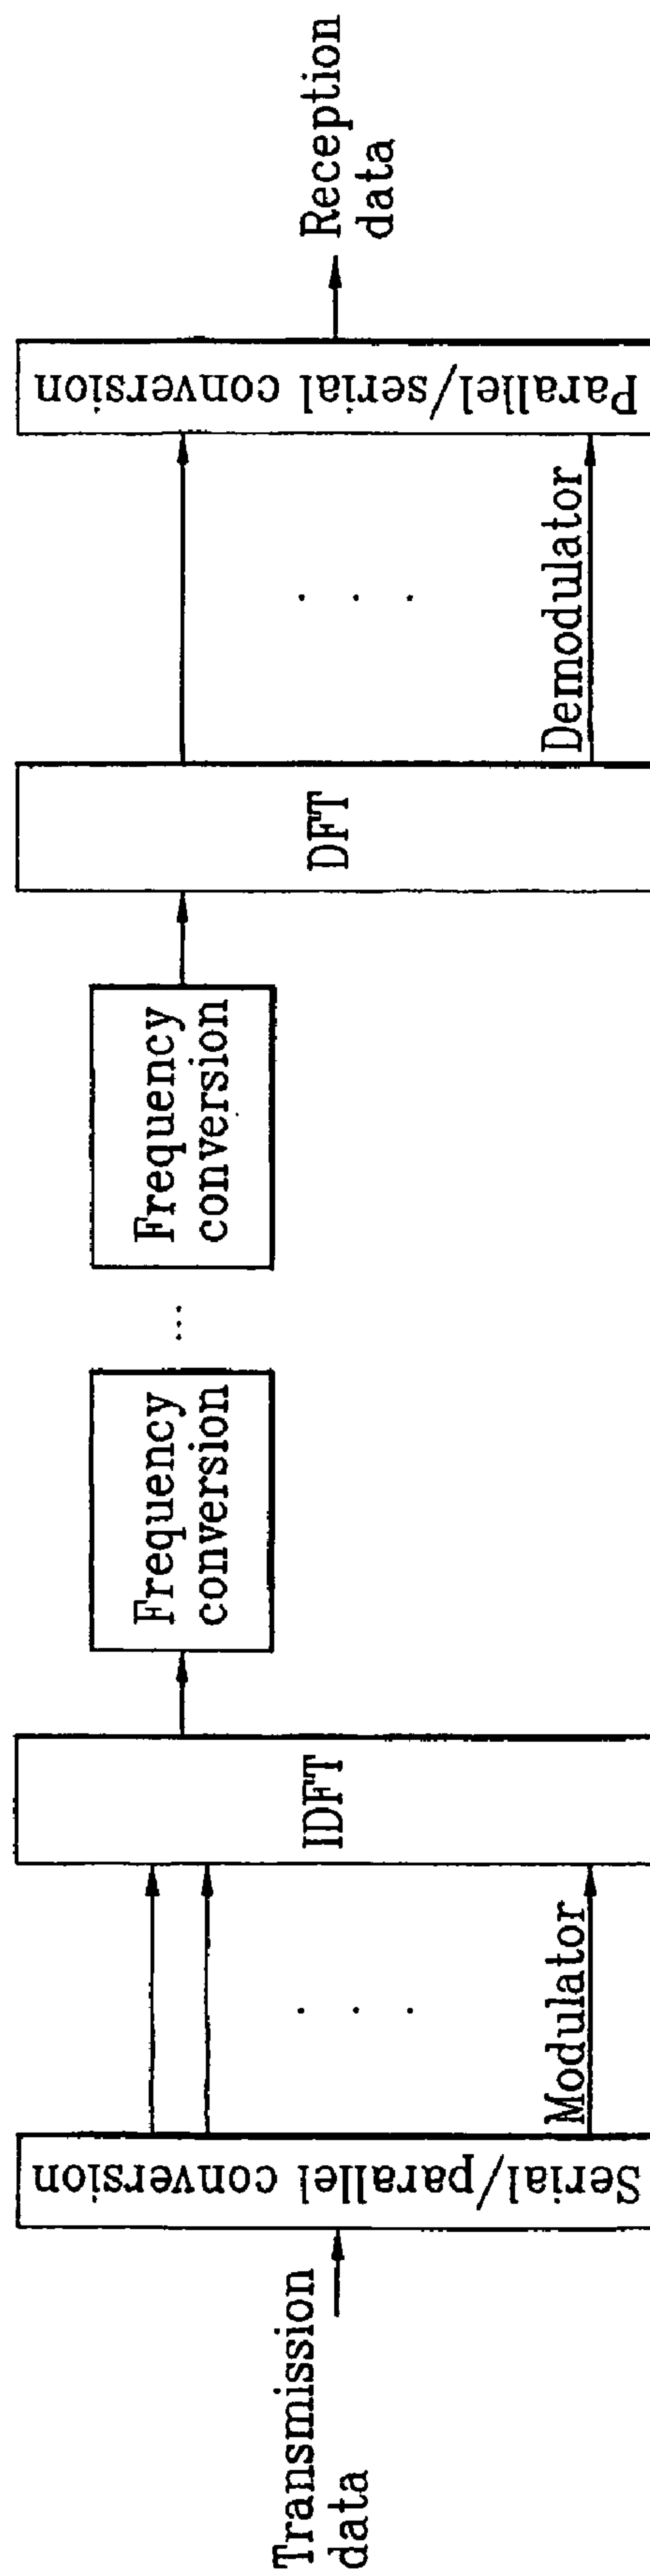 Transmission
data
Serial/parallel conversion
Modulator
. . .
IDFT
Frequency
conversion
...
Frequency
conversion
DFT
Demodulator
. . .
Parallel/serial conversion
Reception
data